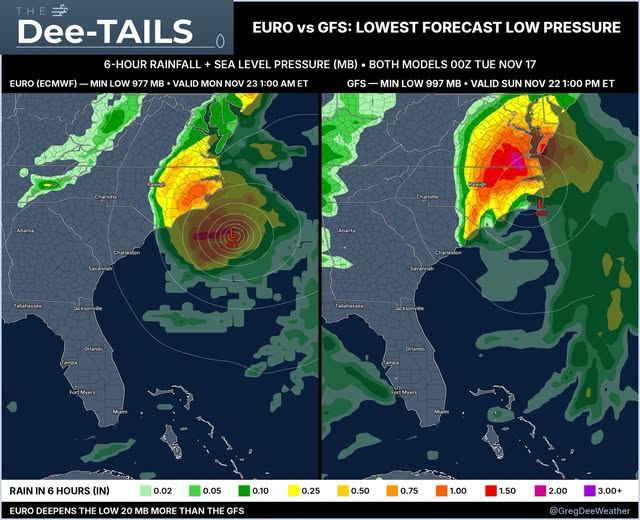 THE
Dee-TAILS
EURO vs GFS: LOWEST FORECAST LOW PRESSURE
6-HOUR RAINFALL + SEA LEVEL PRESSURE (MB) • BOTH MODELS 00Z TUE NOV 17
EURO (ECMWF) — MIN LOW 977 MB • VALID MON NOV 23 1:00 AM ET
GFS — MIN LOW 997 MB • VALID SUN NOV 22 1:00 PM ET
Raleigh
Charlotte
Atlanta
Charleston
Savannah
Tallahassee
Jacksonville
Orlando
Tampa
Fort Myers
Miami
L
Raleigh
Charlotte
L
Atlanta
Charleston
Savannah
Tallahassee
Jacksonville
Orlando
Tampa
Fort Myers
Miami
RAIN IN 6 HOURS (IN) 0.02 0.05 0.10 0.25 0.50 0.75 1.00 1.50 2.00 3.00+
EURO DEEPENS THE LOW 20 MB MORE THAN THE GFS
@GregDeeWeather